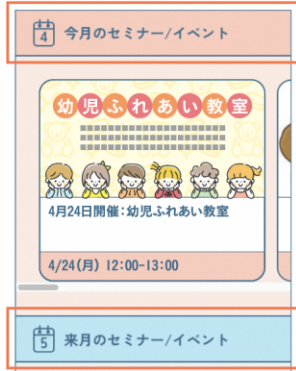 4 今月のセミナー/イベント
幼児ふれあい教室
4月24日開催:幼児ふれあい教室
4/24(月) 12:00-13:00
5 来月のセミナー/イベント